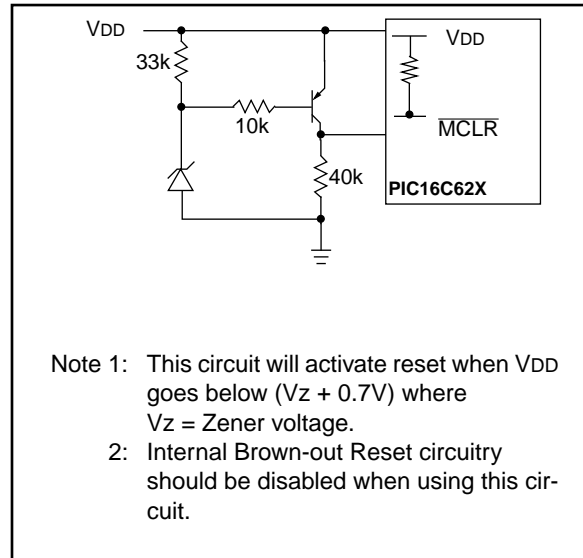 VDD
VDD
33k
10k
MCLR
40k
PIC16C62X
Note 1: This circuit will activate reset when VDD
goes below (Vz + 0.7V) where
Vz = Zener voltage.
2: Internal Brown-out Reset circuitry
should be disabled when using this cir-
cuit.